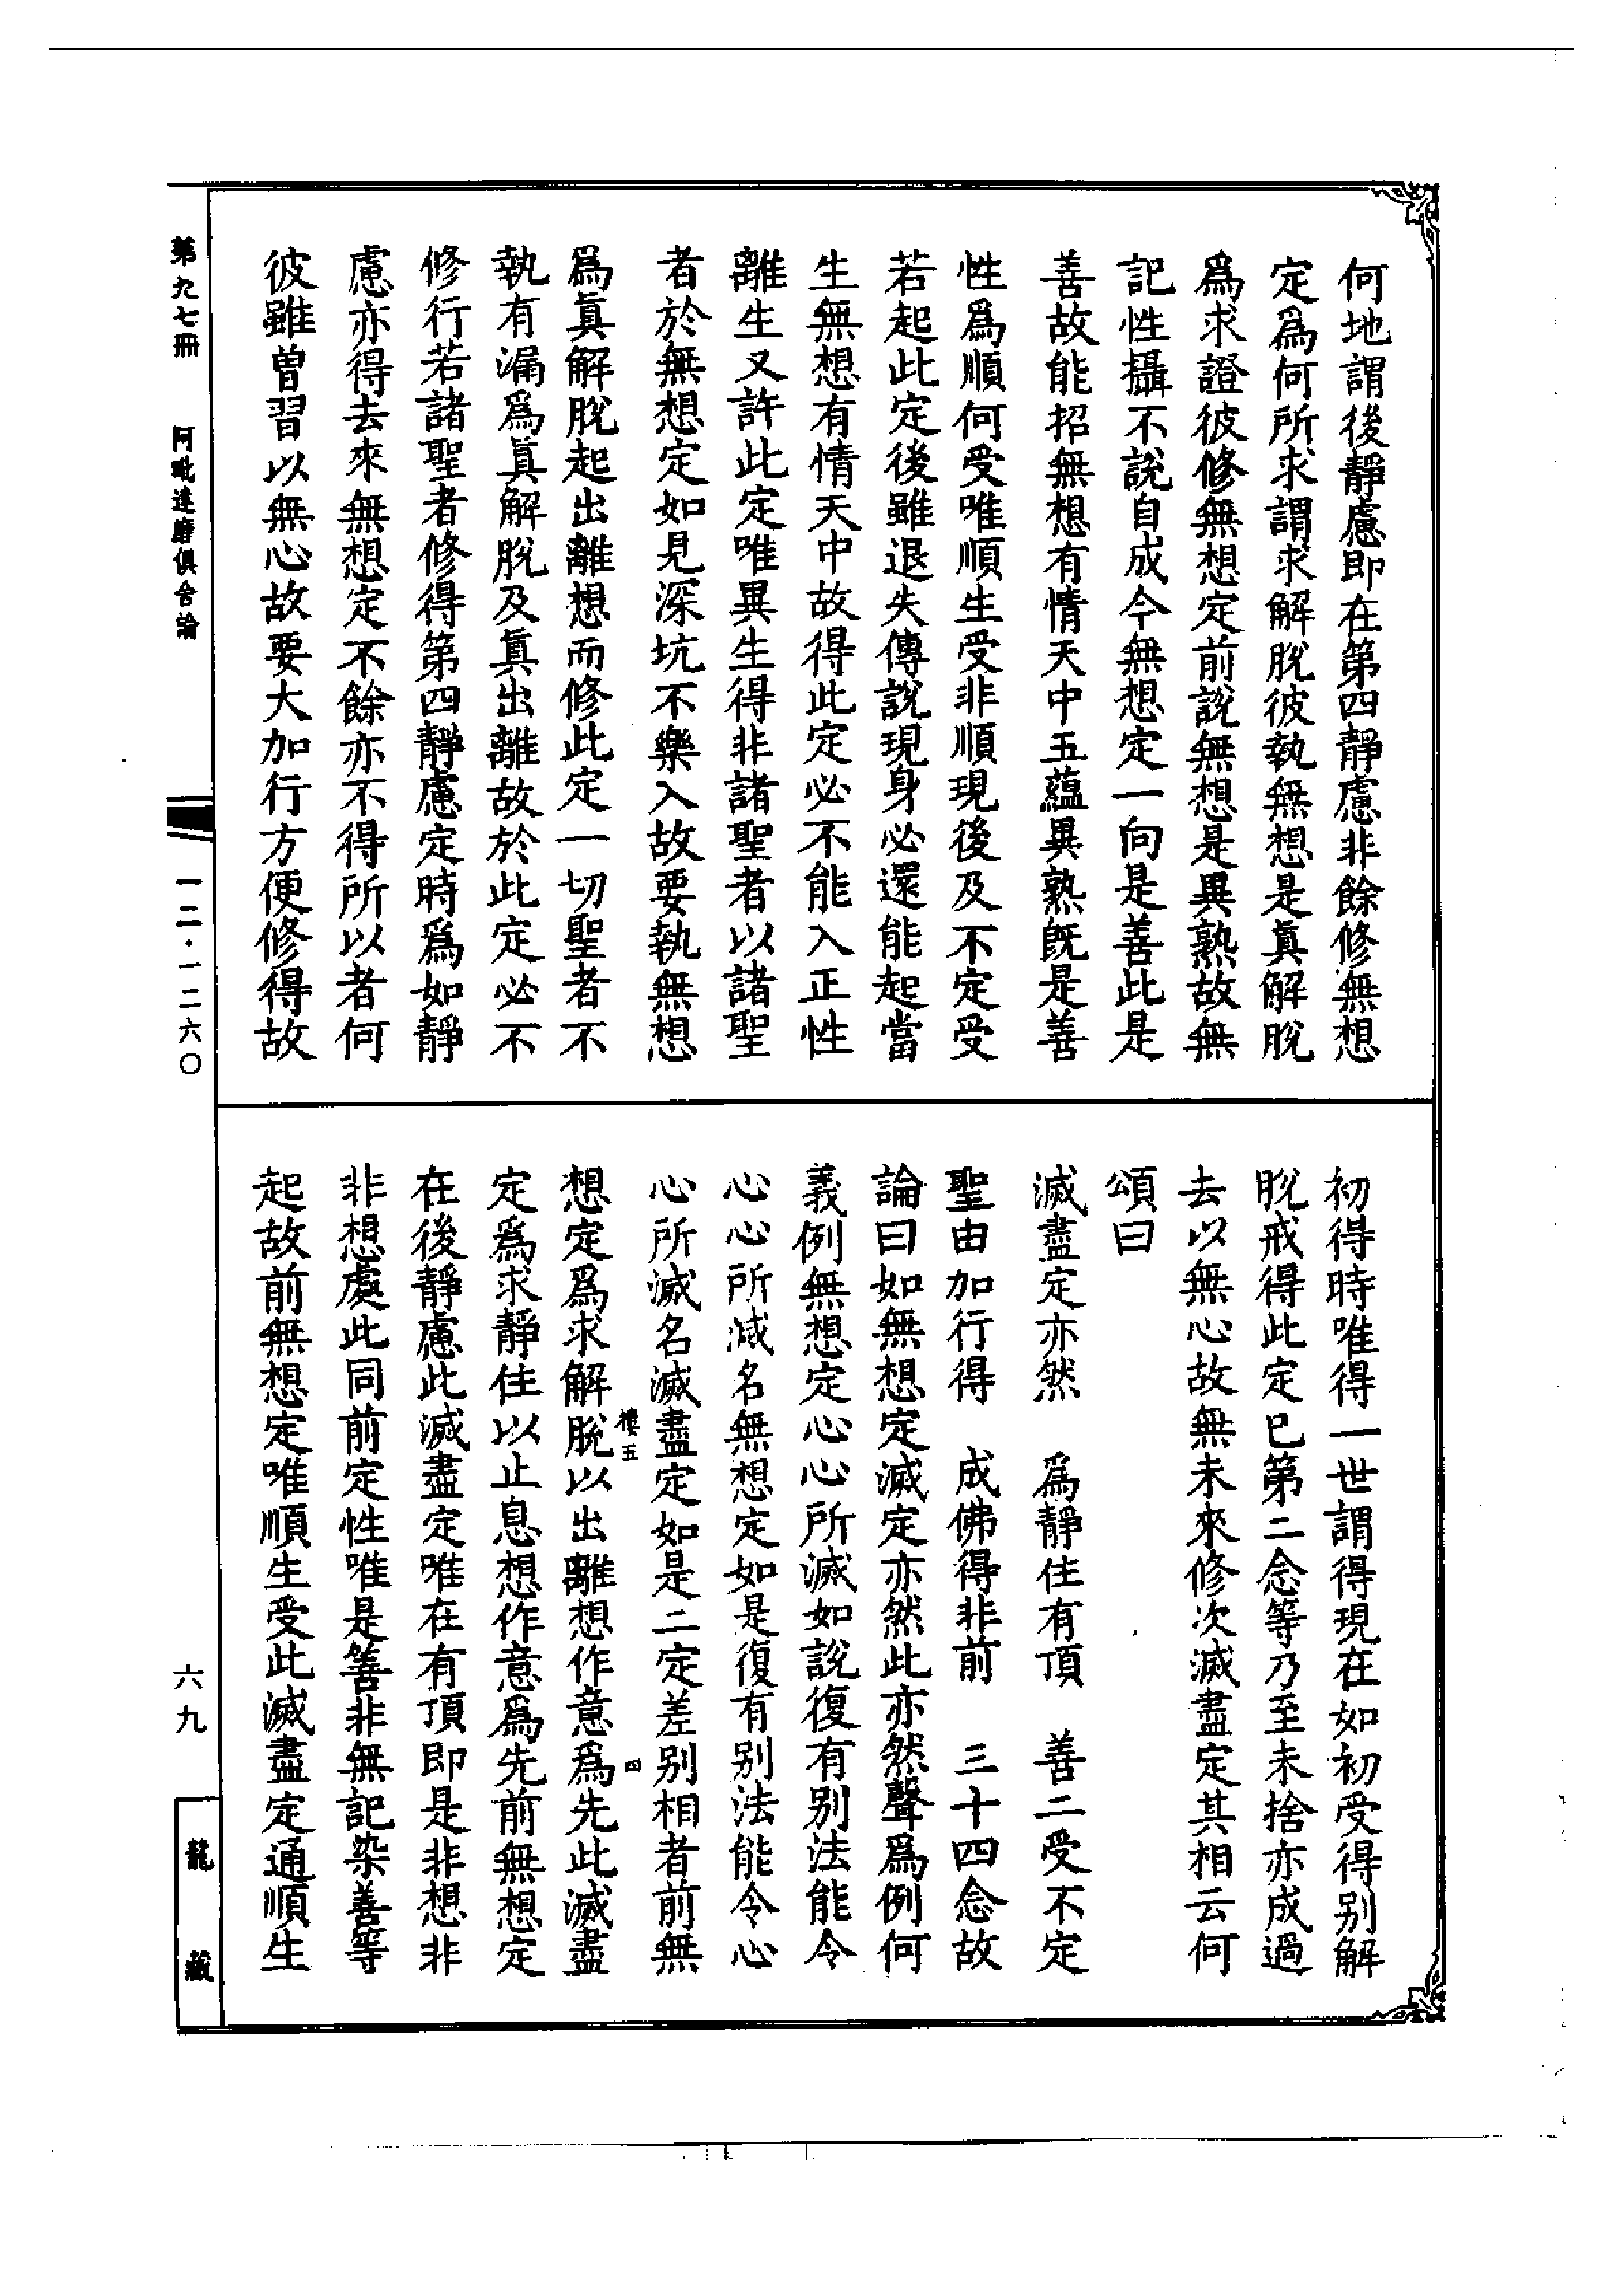 何地謂後靜慮即在第四靜慮非餘修無想
定爲何所求謂求解脫彼執無想是眞解脫
爲求證彼修無想定前說無想是異熟故無
記性攝不說自成今無想定一向是善此是
善故能招無想有情天中五蘊異熟旣是善
性爲順何受唯順生受非順現後及不定受
若起此定後雖退失傳說現身必還能起當
生無想有情天中故得此定必不能入正性
離生又許此定唯異生得非諸聖者以諸聖
者於無想定如見深坑不樂入故要執無想
爲眞解脫起出離想而修此定一切聖者不
執有漏爲眞解脫及眞出離故於此定必不
修行若諸聖者修得第四靜慮定時爲如靜
慮亦得去來無想定不餘亦不得所以者何
彼雖曾習以無心故要大加行方便修得故
初得時唯得一世謂得現在如初受得別解
脫戒得此定已第二念等乃至未捨亦成過
去以無心故無未來修次滅盡定其相云何
頌曰
滅盡定亦然　爲靜住有頂　善二受不定
聖由加行得　成佛得非前　三十四念故
論曰如無想定滅定亦然此亦然聲爲例何
義例無想定心心所滅如說復有別法能令
心心所滅名無想定如是復有別法能令心
心所滅名滅盡定如是二定差別相者前無
想定爲求解脫以出離想作意爲先此滅盡
定爲求靜住以止息想作意爲先前無想定
在後靜慮此滅盡定唯在有頂即是非想非
非想處此同前定性唯是善非無記染善等
起故前無想定唯順生受此滅盡定通順生
樓五
四
第九七冊　阿毗達磨俱舍論
一二·一二六〇
六九
龍藏